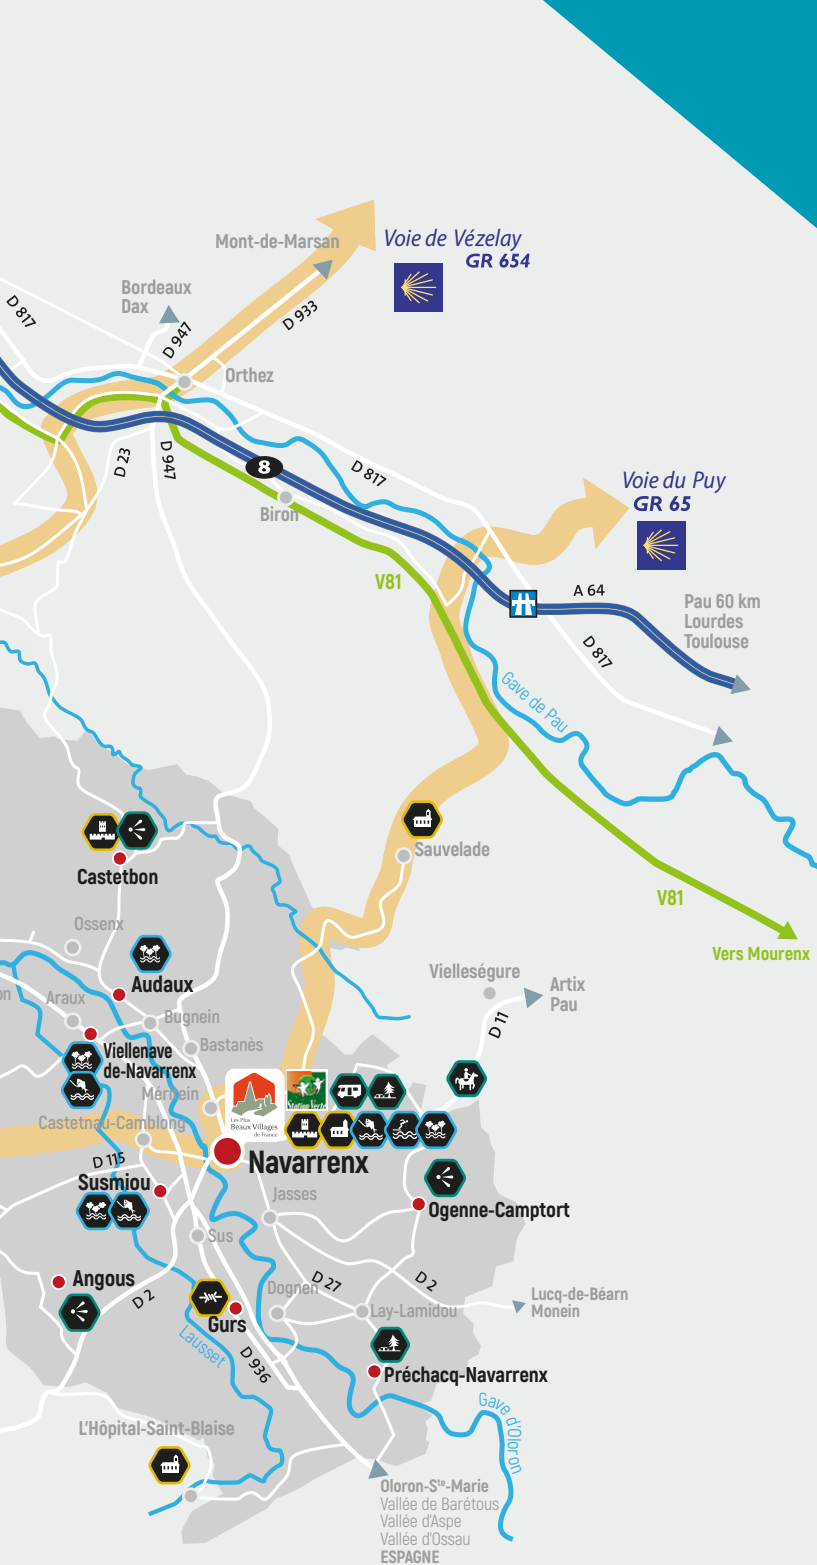 Mont-de-Marsan
Voie de Vézelay
GR 654
Bordeaux
Dax
D 817
D 947
D 933
Orthez
D 23
D 947
8
D 817
Biron
Voie du Puy
GR 65
V81
A 64
Pau 60 km
Lourdes
Toulouse
D 817
Gave de Pau
Sauvelade
Castetbon
V81
Ossenx
Vers Mourenx
Audaux
Vielleségure
Artix
Pau
on
Araux
Bugnein
D 11
Viellenave
de-Navarrenx
Bastanès
Méritein
Station Verte
Les Plus
Beaux Villages
de France
Castetnau-Camblong
D 115
Navarrenx
Susmiou
Jasses
Ogenne-Camptort
Sus
Angous
D 2
D 27
D 2
Dognen
Lucq-de-Béarn
Monein
Lay-Lamidou
Gurs
Lausset
D 936
Préchacq-Navarrenx
Gave d'Oloron
L'Hôpital-Saint-Blaise
Oloron-Sᵗᵉ-Marie
Vallée de Barétous
Vallée d'Aspe
Vallée d'Ossau
ESPAGNE